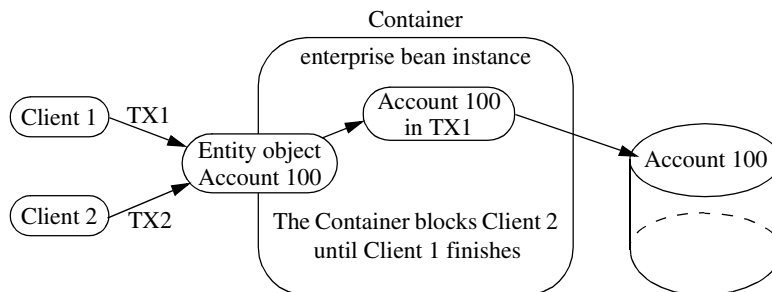 Container
enterprise bean instance
Client 1
TX1
Account 100
in TX1
Entity object
Account 100
Account 100
Client 2
TX2
The Container blocks Client 2
until Client 1 finishes